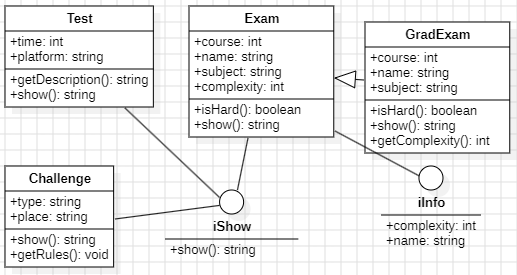 Test
+time: int
+platform: string
+getDescription(): string
+show(): string
Exam
+course: int
+name: string
+subject: string
+complexity: int
+isHard(): boolean
+show(): string
GradExam
+course: int
+name: string
+subject: string
+isHard(): boolean
+show(): string
+getComplexity(): int
Challenge
+type: string
+place: string
+show(): string
+getRules(): void
iShow
+show(): string
iInfo
+complexity: int
+name: string